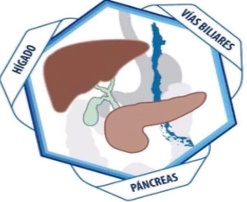 HÍGADO
VÍAS BILIARES
PÁNCREAS